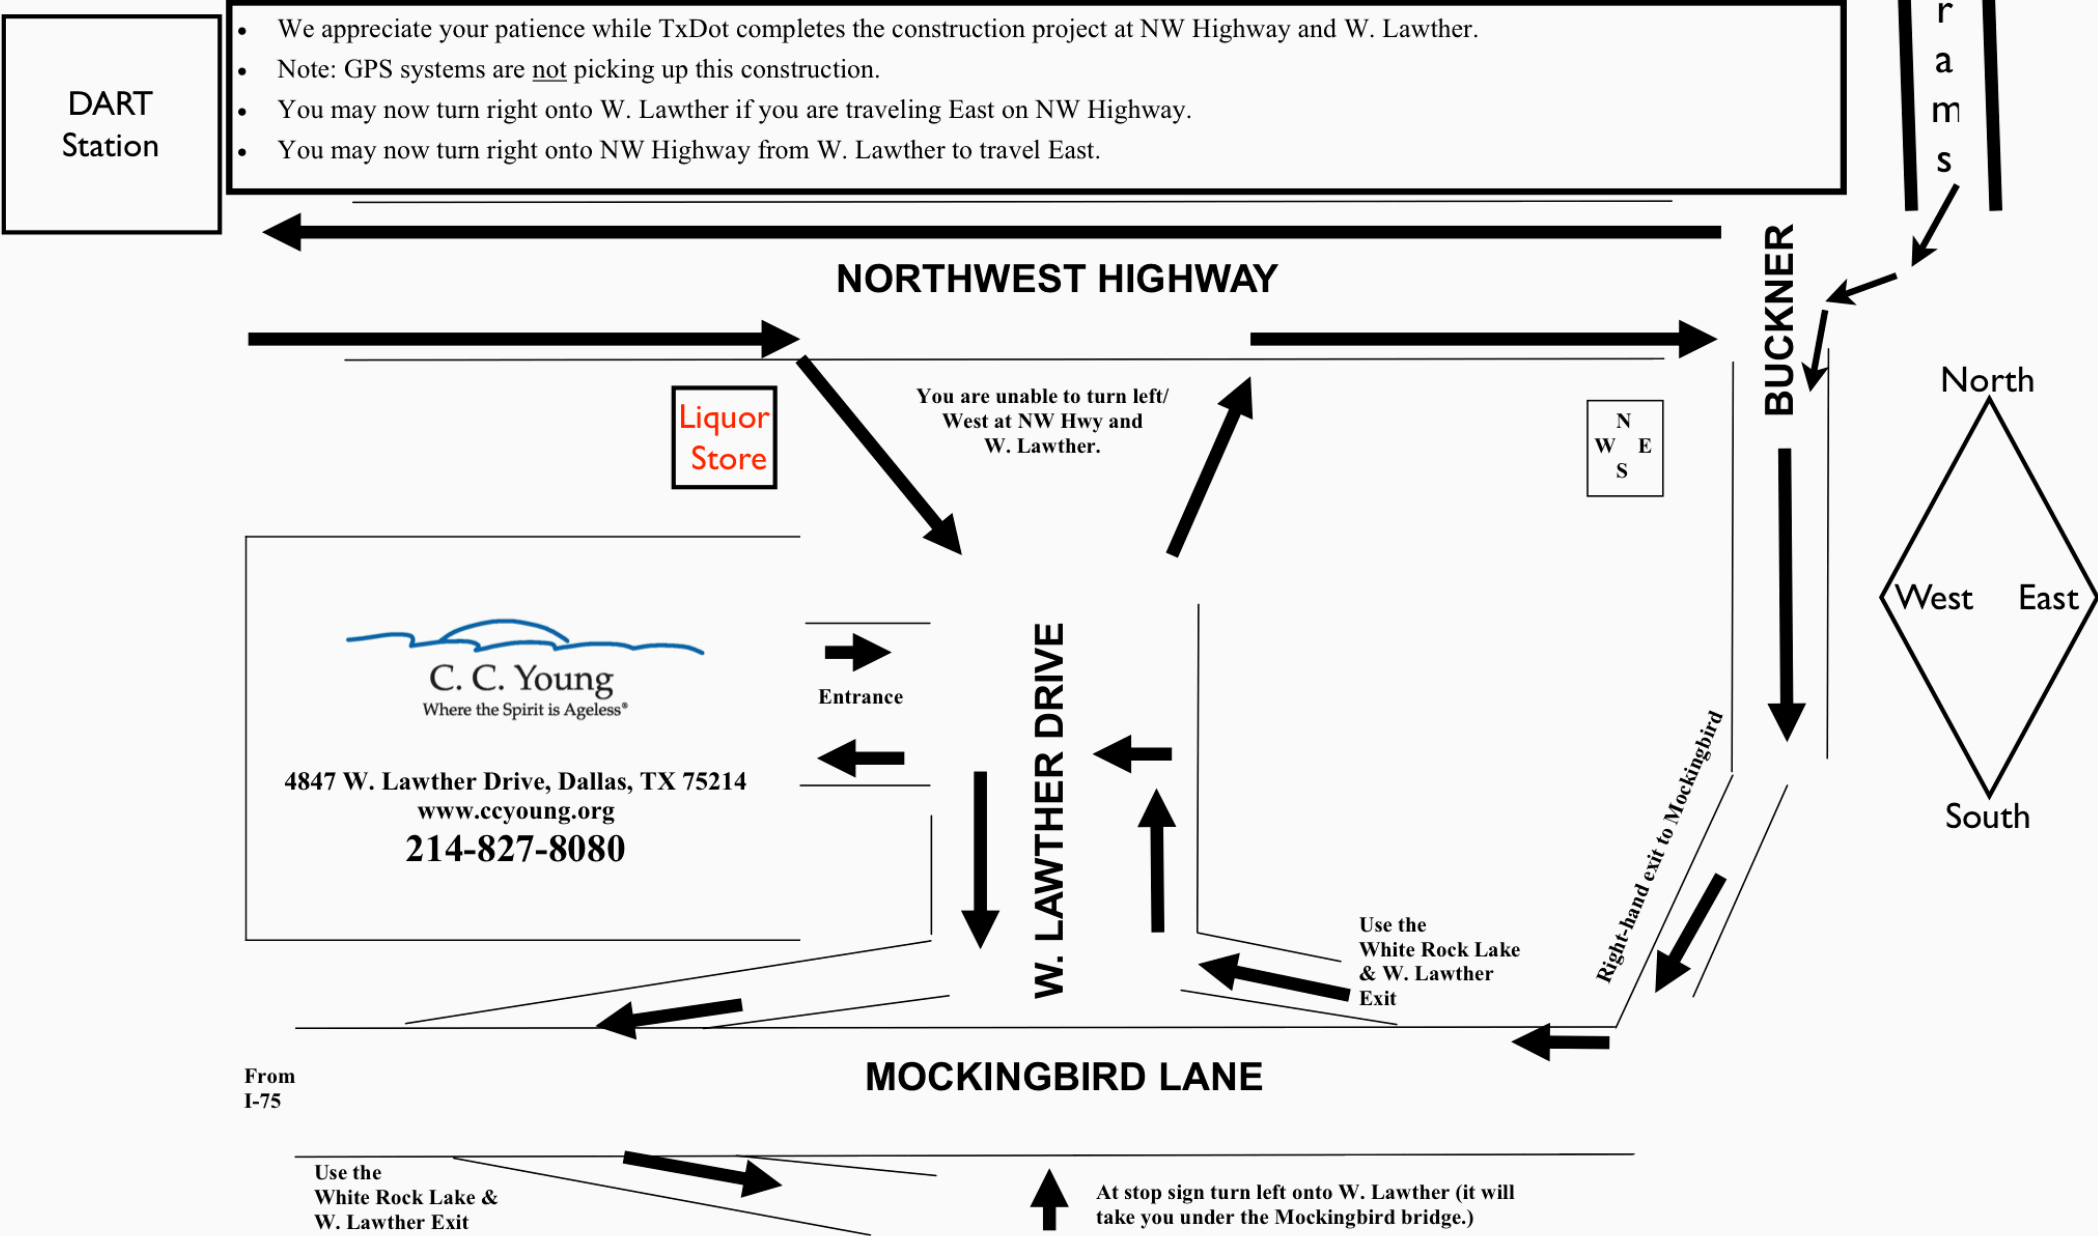 • We appreciate your patience while TxDot completes the construction project at NW Highway and W. Lawther.
• Note: GPS systems are not picking up this construction.
• You may now turn right onto W. Lawther if you are traveling East on NW Highway.
• You may now turn right onto NW Highway from W. Lawther to travel East.
DART
Station
r
a
m
s
NORTHWEST HIGHWAY
BUCKNER
Liquor
Store
You are unable to turn left/
West at NW Hwy and
W. Lawther.
N
W E
S
North
West East
South
C. C. Young
Where the Spirit is Ageless®
4847 W. Lawther Drive, Dallas, TX 75214
www.ccyoung.org
214-827-8080
Entrance
W. LAWTHER DRIVE
Right-hand exit to Mockingbird
Use the
White Rock Lake
& W. Lawther
Exit
From
I-75
MOCKINGBIRD LANE
Use the
White Rock Lake &
W. Lawther Exit
At stop sign turn left onto W. Lawther (it will
take you under the Mockingbird bridge.)